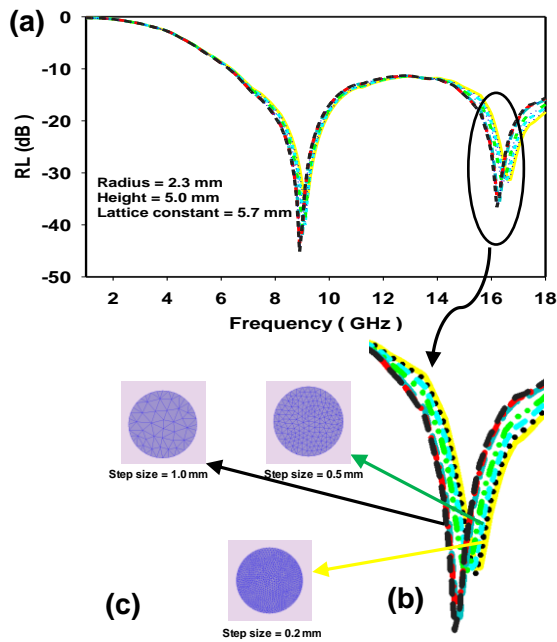 (a)
0
-10
-20
-30
-40
-50
RL (dB )
Radius = 2.3 mm
Height = 5.0 mm
Lattice constant = 5.7 mm
2 4 6 8 10 12 14 16 18
Frequency ( GHz )
Step size = 1.0 mm
Step size = 0.5 mm
Step size = 0.2 mm
(c)
(b)